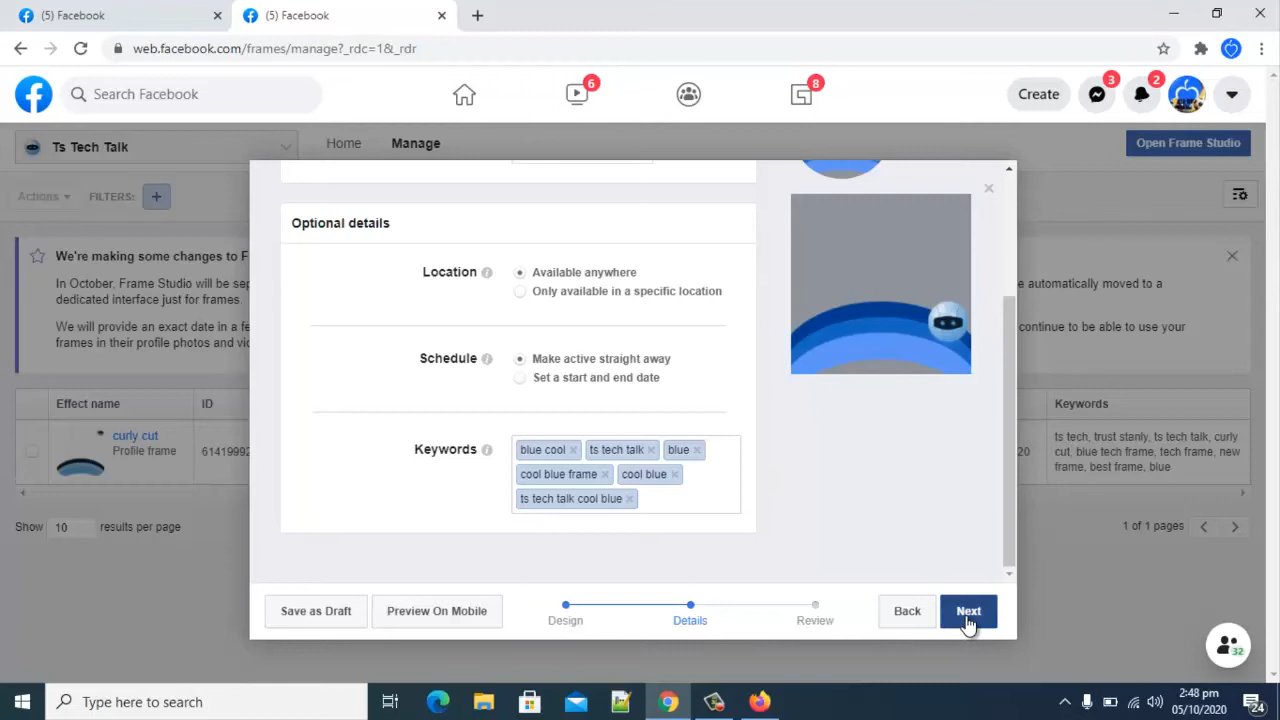 (5) Facebook
(5) Facebook
web.facebook.com/frames/manage?_rdc=1&_rdr
Search Facebook
6
8
Create
3
2
Ts Tech Talk
Home
Manage
Open Frame Studio
Actions
FILTERS:
We're making some changes to F
In October, Frame Studio will be sep
e automatically moved to a
dedicated interface just for frames.
We will provide an exact date in a fe
continue to be able to use your
frames in their profile photos and vic
Effect name
ID
Keywords
curly cut
Profile frame
6141999
20
ts tech, trust stanly, ts tech talk, curly
cut, blue tech frame, tech frame, new
frame, best frame, blue
Show
10
results per page
1 of 1 pages
Optional details
Location
Available anywhere
Only available in a specific location
Schedule
Make active straight away
Set a start and end date
Keywords
blue cool
ts tech talk
blue
cool blue frame
cool blue
ts tech talk cool blue
Save as Draft
Preview On Mobile
Design
Details
Review
Back
Next
32
Type here to search
2:48 pm
05/10/2020
24